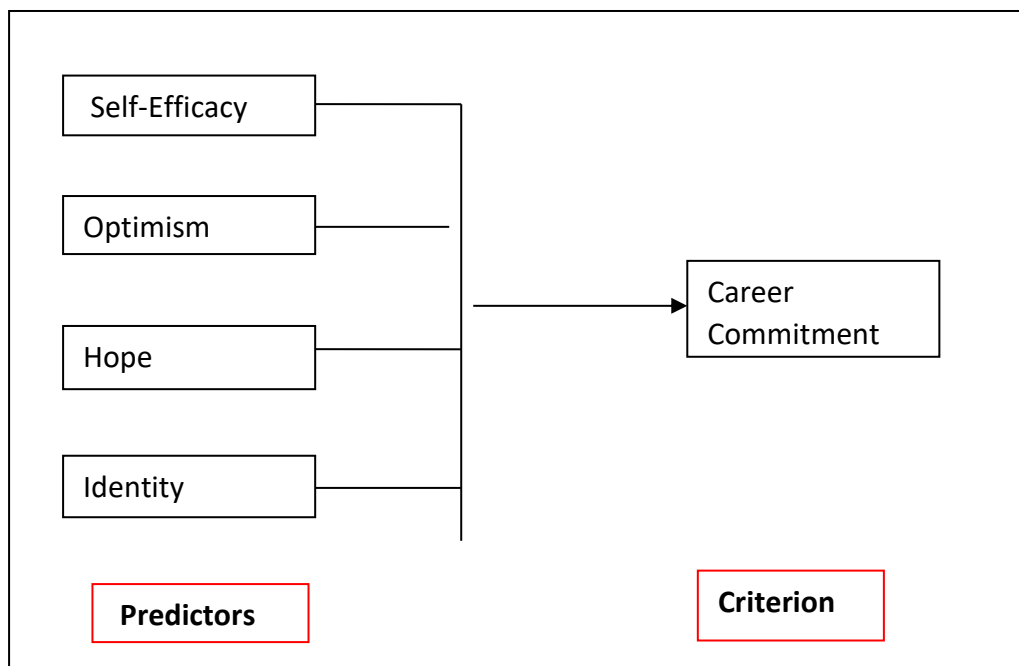 Self-Efficacy
Optimism
Hope
Identity
Career
Commitment
Predictors
Criterion